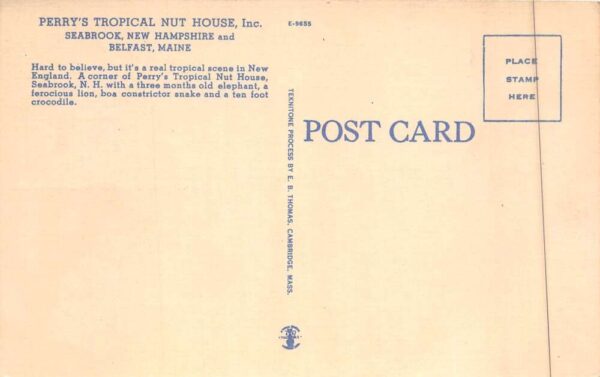 PERRY'S TROPICAL NUT HOUSE, Inc.
SEABROOK, NEW HAMPSHIRE and
BELFAST, MAINE
Hard to believe, but it's a real tropical scene in New
England. A corner of Perry's Tropical Nut House,
Seabrook, N. H. with a three months old elephant, a
ferocious lion, boa constrictor snake and a ten foot
crocodile.
E-9655
TEKNITONE PROCESS BY E. B. THOMAS, CAMBRIDGE, MASS.
POST CARD
PLACE
STAMP
HERE